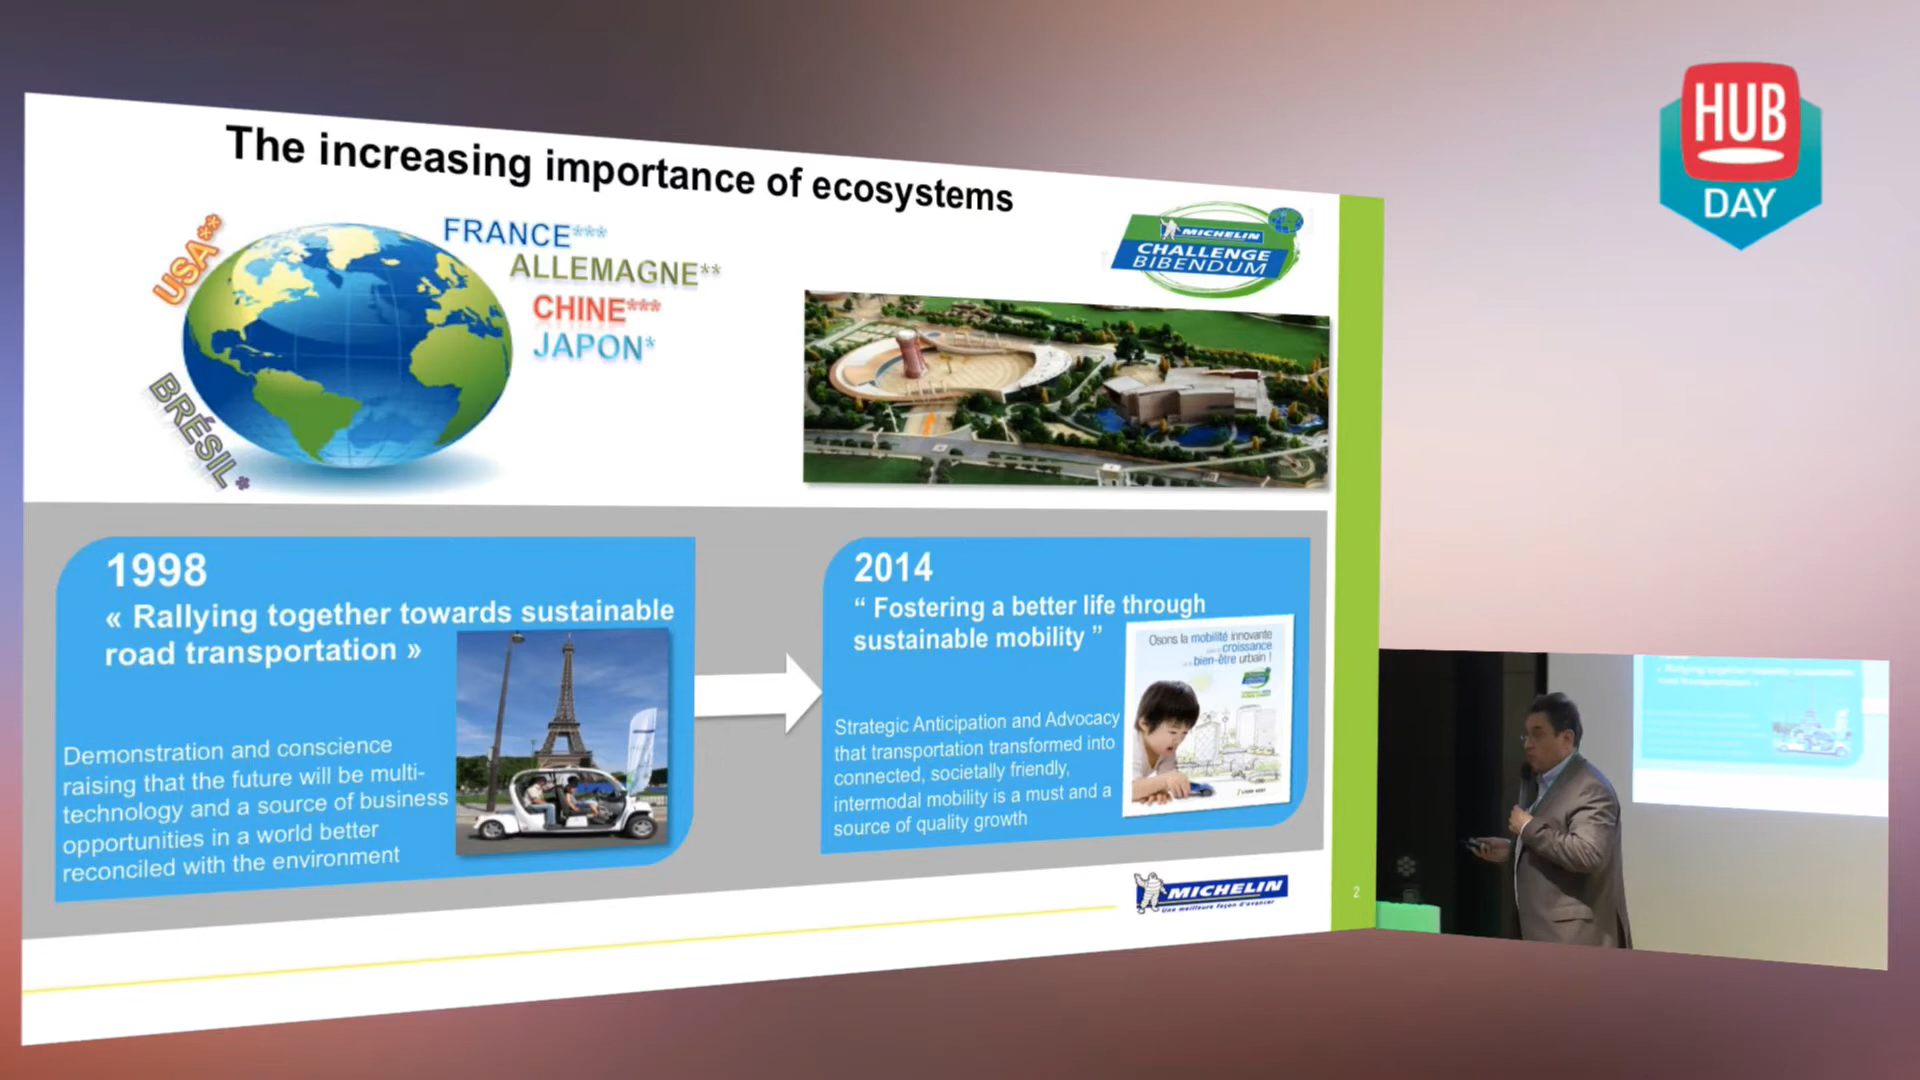 The increasing importance of ecosystems
HUB
DAY
USA**
FRANCE***
ALLEMAGNE**
CHINE***
JAPON*
BRÉSIL*
MICHELIN
CHALLENGE
BIBENDUM
1998
« Rallying together towards sustainable
road transportation »
Demonstration and conscience
raising that the future will be multi-
technology and a source of business
opportunities in a world better
reconciled with the environment
2014
“ Fostering a better life through
sustainable mobility ”
Strategic Anticipation and Advocacy
that transportation transformed into
connected, societally friendly,
intermodal mobility is a must and a
source of quality growth
Osons la mobilité innovante
croissance
bien-être urbain !
MICHELIN
Une meilleure façon d'avancer
2